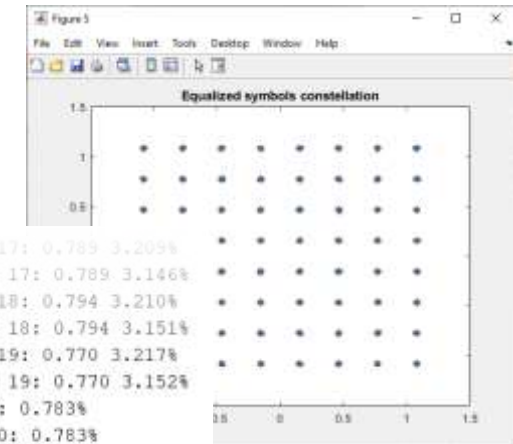 Figure 5
File Edit View Insert Tools Desktop Window Help
Equalized symbols constellation
1.5
1
0.5
17: 0.789 3.209%
17: 0.789 3.146%
18: 0.794 3.210%
18: 0.794 3.151%
19: 0.770 3.217%
19: 0.770 3.152%
: 0.783%
0: 0.783%
0.5 0 0.5 1 1.5